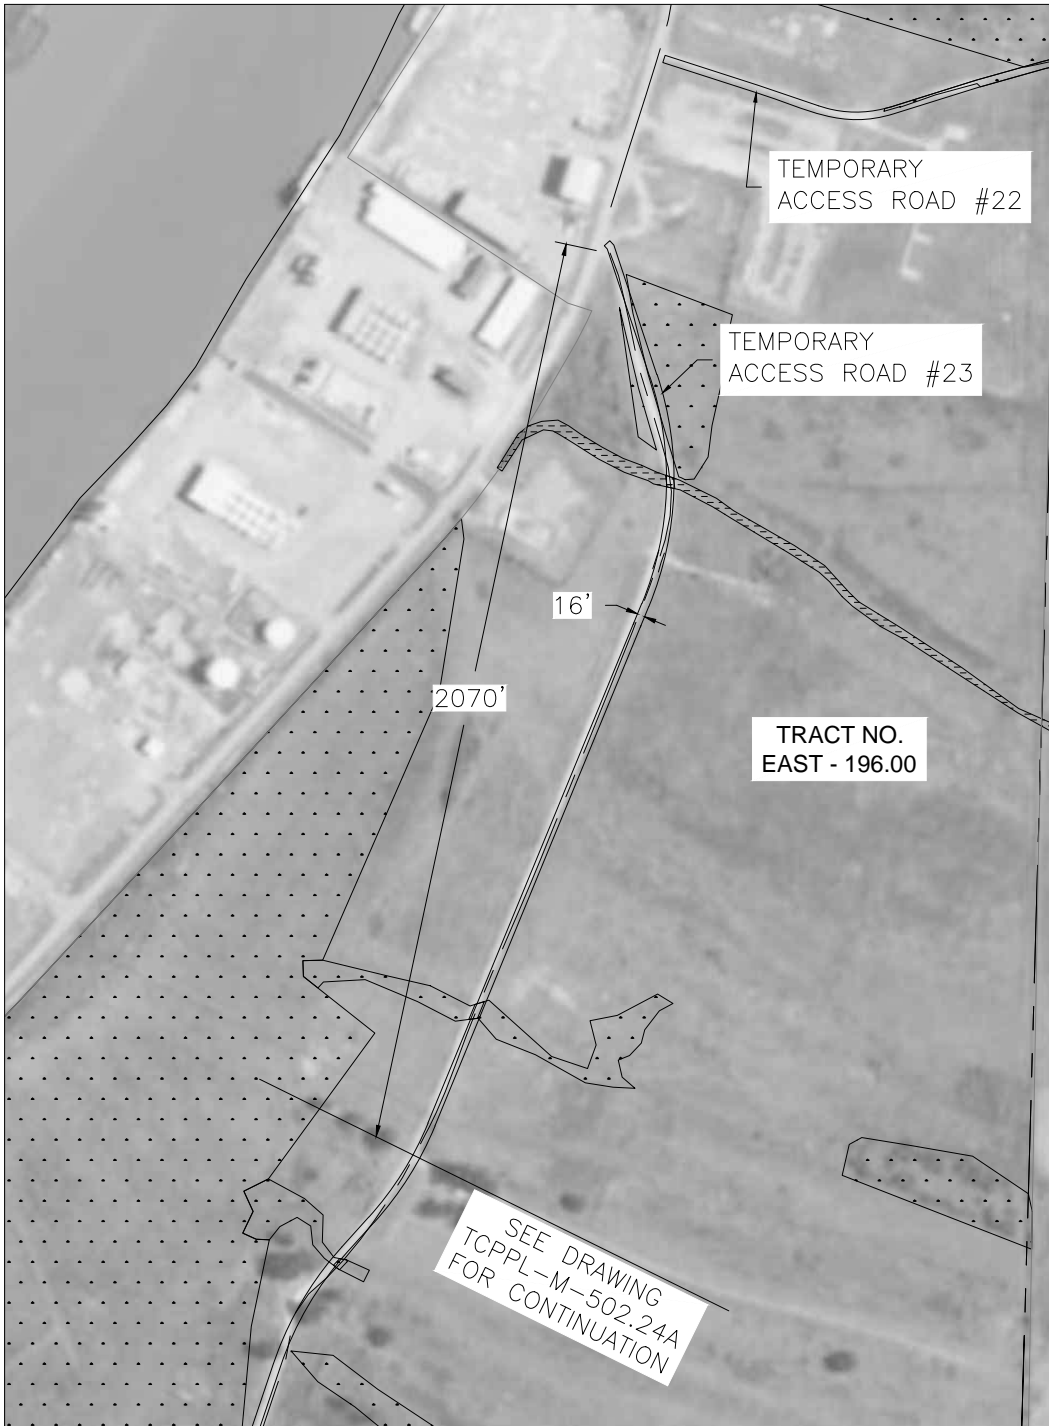 TEMPORARY
ACCESS ROAD #22
TEMPORARY
ACCESS ROAD #23
16'
2070'
TRACT NO.
EAST - 196.00
SEE DRAWING
TCPPL-M-502.24A
FOR CONTINUATION